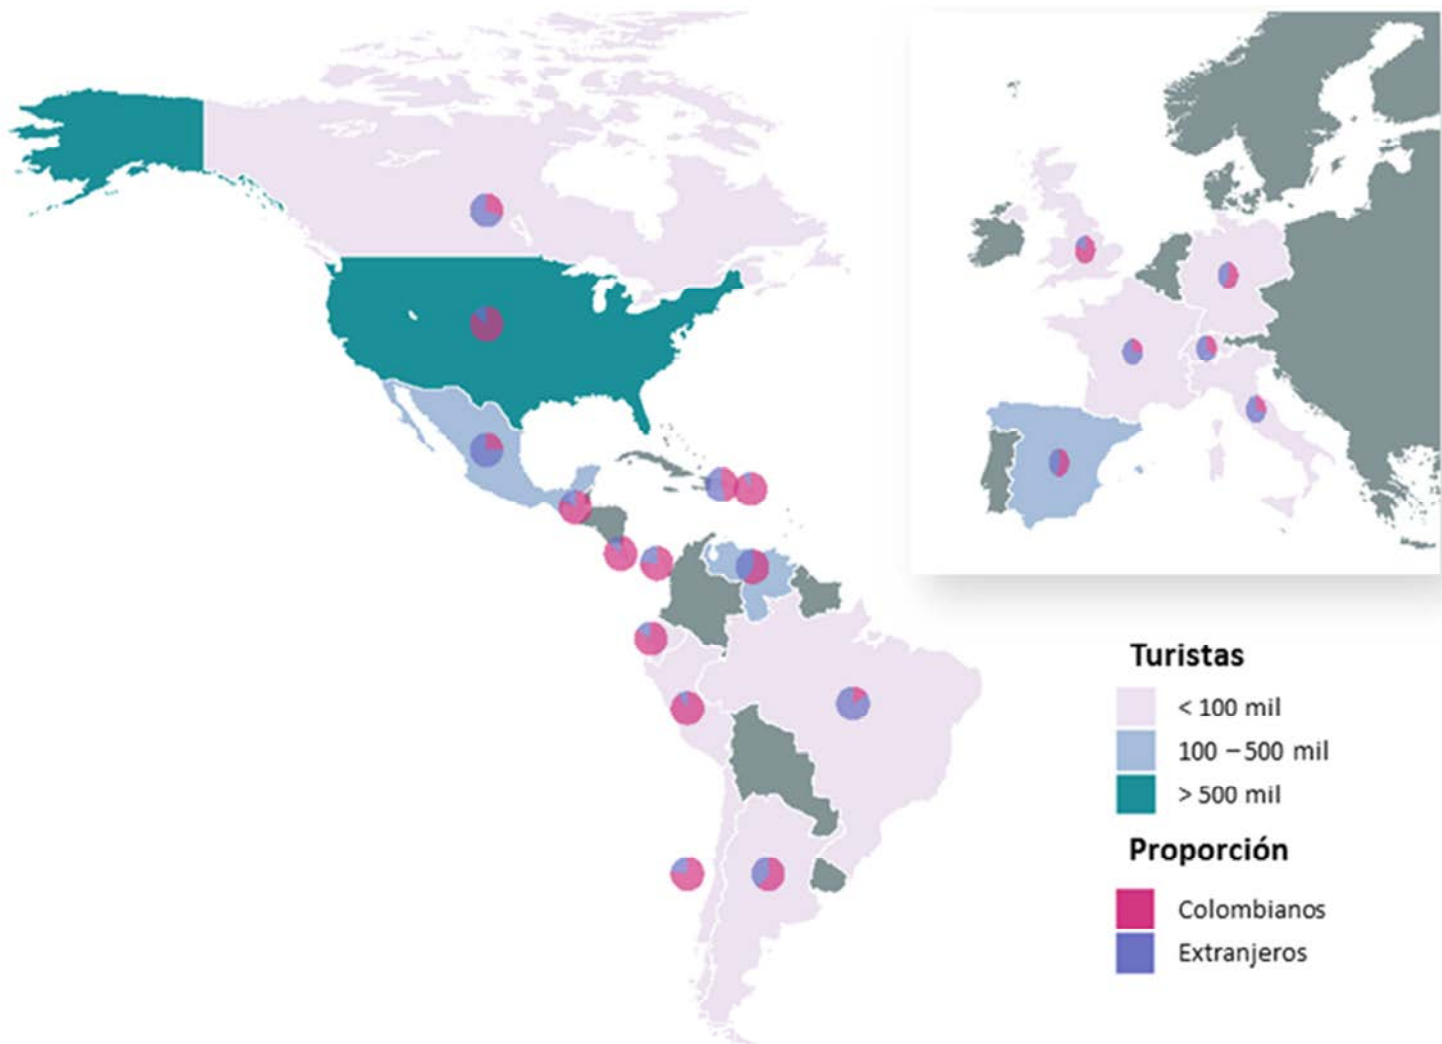 Turistas
< 100 mil
100 – 500 mil
> 500 mil
Proporción
Colombianos
Extranjeros